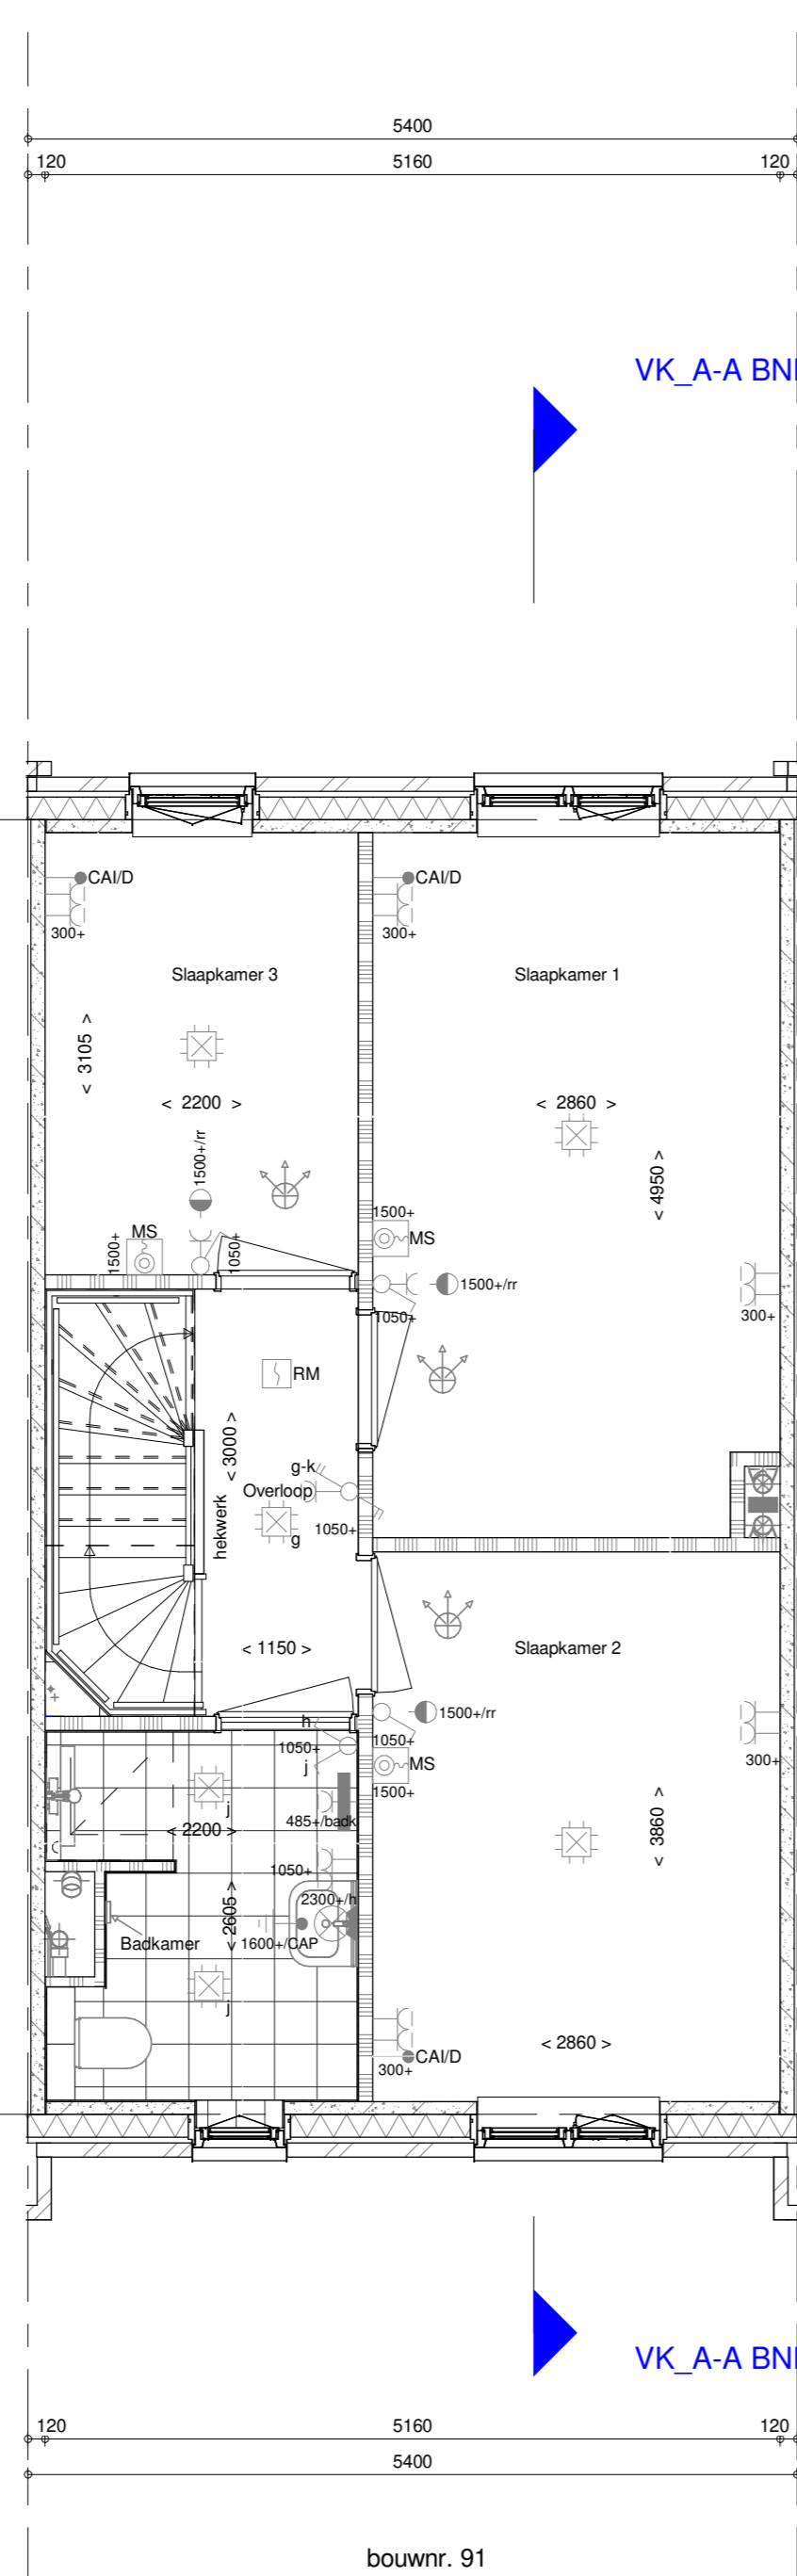 5400
120 5160 120
VK_A-A BN
CAI/D CAI/D
300+ 300+
Slaapkamer 3 Slaapkamer 1
< 3105 >
< 2200 > < 2860 >
1500+/rr
< 4950 >
1500+
MS
1500+
1050+
MS
1500+/rr
1050+
300+
RM
< 3000 >
g-k
Overloop
hekwerk
1050+
g
< 1150 >
Slaapkamer 2
h
1050+
j
1500+/rr
1050+
MS
1500+
300+
j
485+/badk
< 2200 >
< 3860 >
1050+
2300+/h
< 2605 >
Badkamer
1600+/CAP
j
< 2860 >
CAI/D
300+
VK_A-A BN
120 5160 120
5400
bouwnr. 91